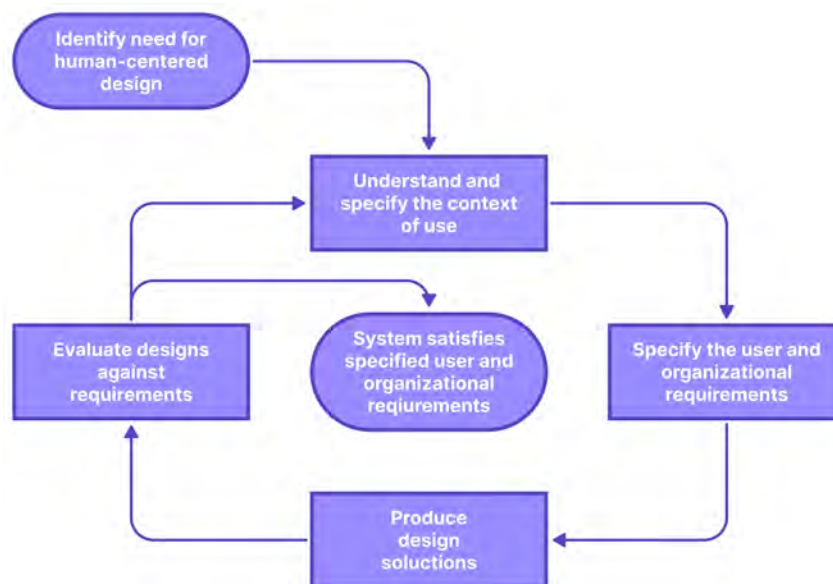 Identify need for
human-centered
design
Understand and
specify the context
of use
Evaluate designs
against
requirements
System satisfies
specified user and
organizational
reqiurements
Specify the user and
organizational
requirements
Produce
design
soluctions